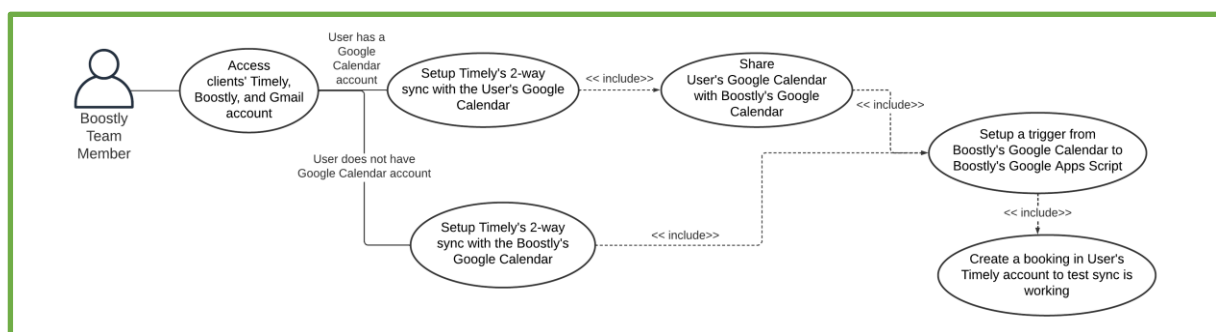 Boostly
Team
Member
Access
clients' Timely,
Boostly, and Gmail
account
User has a
Google
Calendar
account
Setup Timely's 2-way
sync with the User's Google
Calendar
<< include>>
Share
User's Google Calendar
with Boostly's Google
Calendar
<< include>>
User does not have
Google Calendar account
Setup Timely's 2-way
sync with the Boostly's
Google Calendar
<< include>>
Setup a trigger from
Boostly's Google Calendar to
Boostly's Google Apps Script
<< include>>
Create a booking in User's
Timely account to test sync is
working